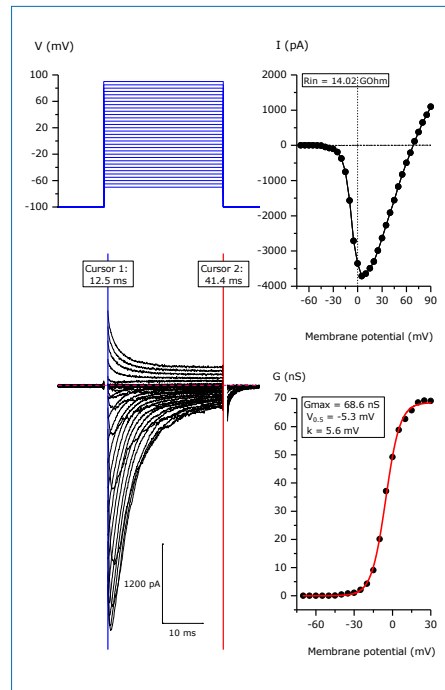 V (mV)
100
60
20
-20
-60
-100
Cursor 1:
12.5 ms
Cursor 2:
41.4 ms
1200 pA
10 ms
I (pA)
Rin = 14.02 GOhm
2000
1000
0
-1000
-2000
-3000
-4000
-60
-30
0
30
60
90
Membrane potential (mV)
G (nS)
Gmax = 68.6 nS
V0.5 = -5.3 mV
k = 5.6 mV
70
60
50
40
30
20
10
0
-60
-30
0
30
Membrane potential (mV)